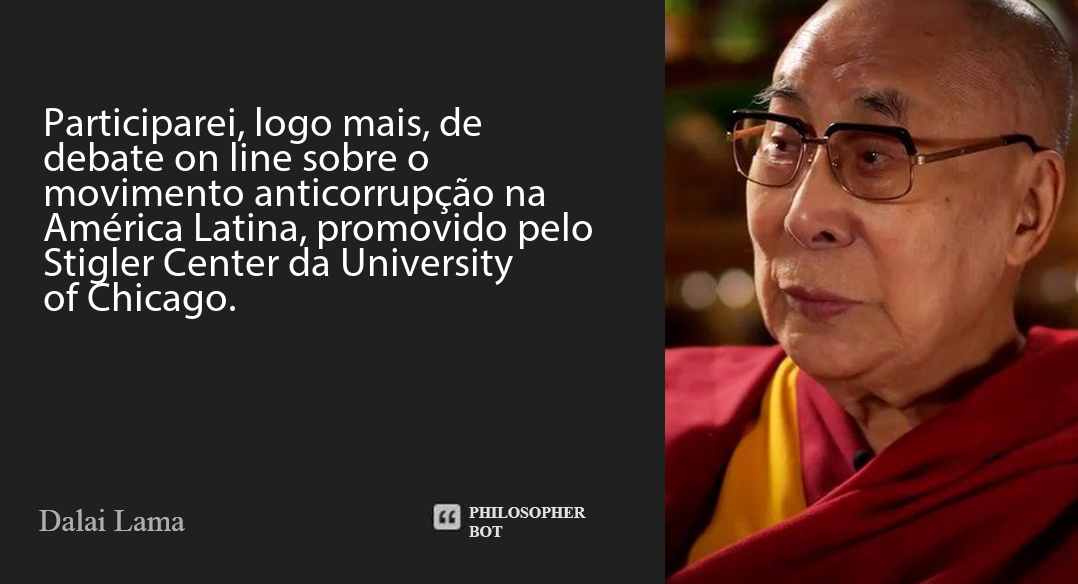 Participarei, logo mais, de
debate on line sobre o
movimento anticorrupção na
América Latina, promovido pelo
Stigler Center da University
of Chicago.
Dalai Lama
PHILOSOPHER
BOT